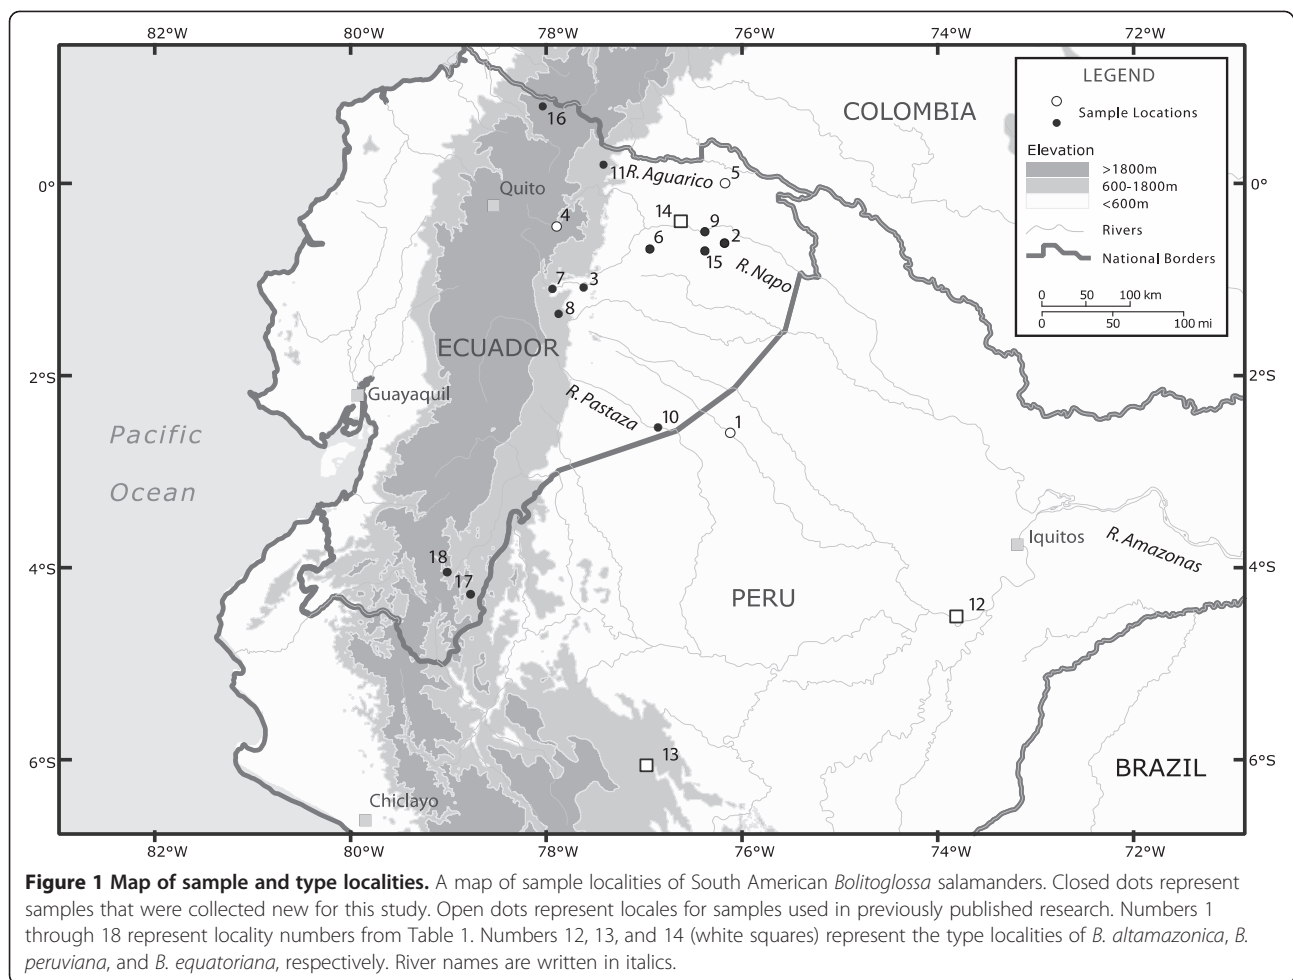 82°W 80°W 78°W 76°W 74°W 72°W
LEGEND
Sample Locations
Elevation
>1800m
600-1800m
<600m
Rivers
National Borders
0 50 100 km
0 50 100 mi
COLOMBIA
16
0°
0°
11
R. Aguarico
5
Quito
14
4
9
6
2
15
R. Napo
7
3
8
ECUADOR
2°S
2°S
Guayaquil
R. Pastaza
10
1
Pacific
Ocean
Iquitos
R. Amazonas
18
17
4°S
4°S
PERU
12
13
6°S
6°S
BRAZIL
Chiclayo
82°W 80°W 78°W 76°W 74°W 72°W
Figure 1 Map of sample and type localities. A map of sample localities of South American Bolitoglossa salamanders. Closed dots represent
samples that were collected new for this study. Open dots represent locales for samples used in previously published research. Numbers 1
through 18 represent locality numbers from Table 1. Numbers 12, 13, and 14 (white squares) represent the type localities of B. altamazonica, B.
peruviana, and B. equatoriana, respectively. River names are written in italics.